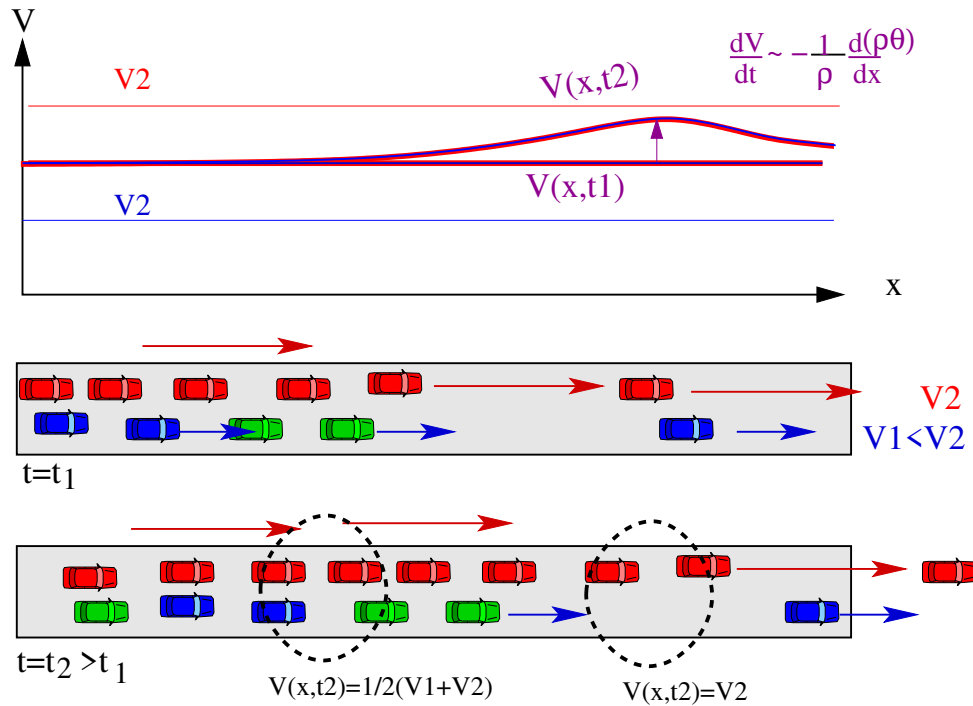 V
V2
V(x,t2)
dV/dt ~ - 1/ρ d(ρθ)/dx
V2
V(x,t1)
x
V2
V1<V2
t=t₁
t=t₂ >t₁
V(x,t2)=1/2(V1+V2)
V(x,t2)=V2